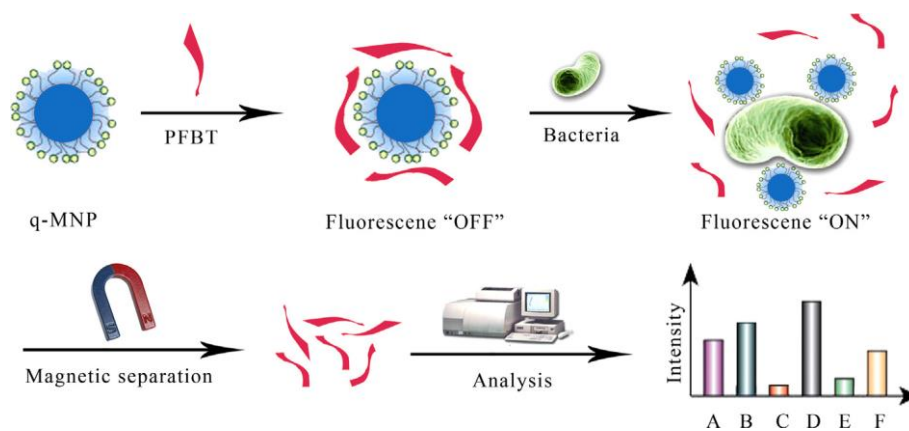 PFBT
Bacteria
q-MNP
Fluorescene “OFF”
Fluorescene “ON”
Magnetic separation
Analysis
Intensity
A B C D E F